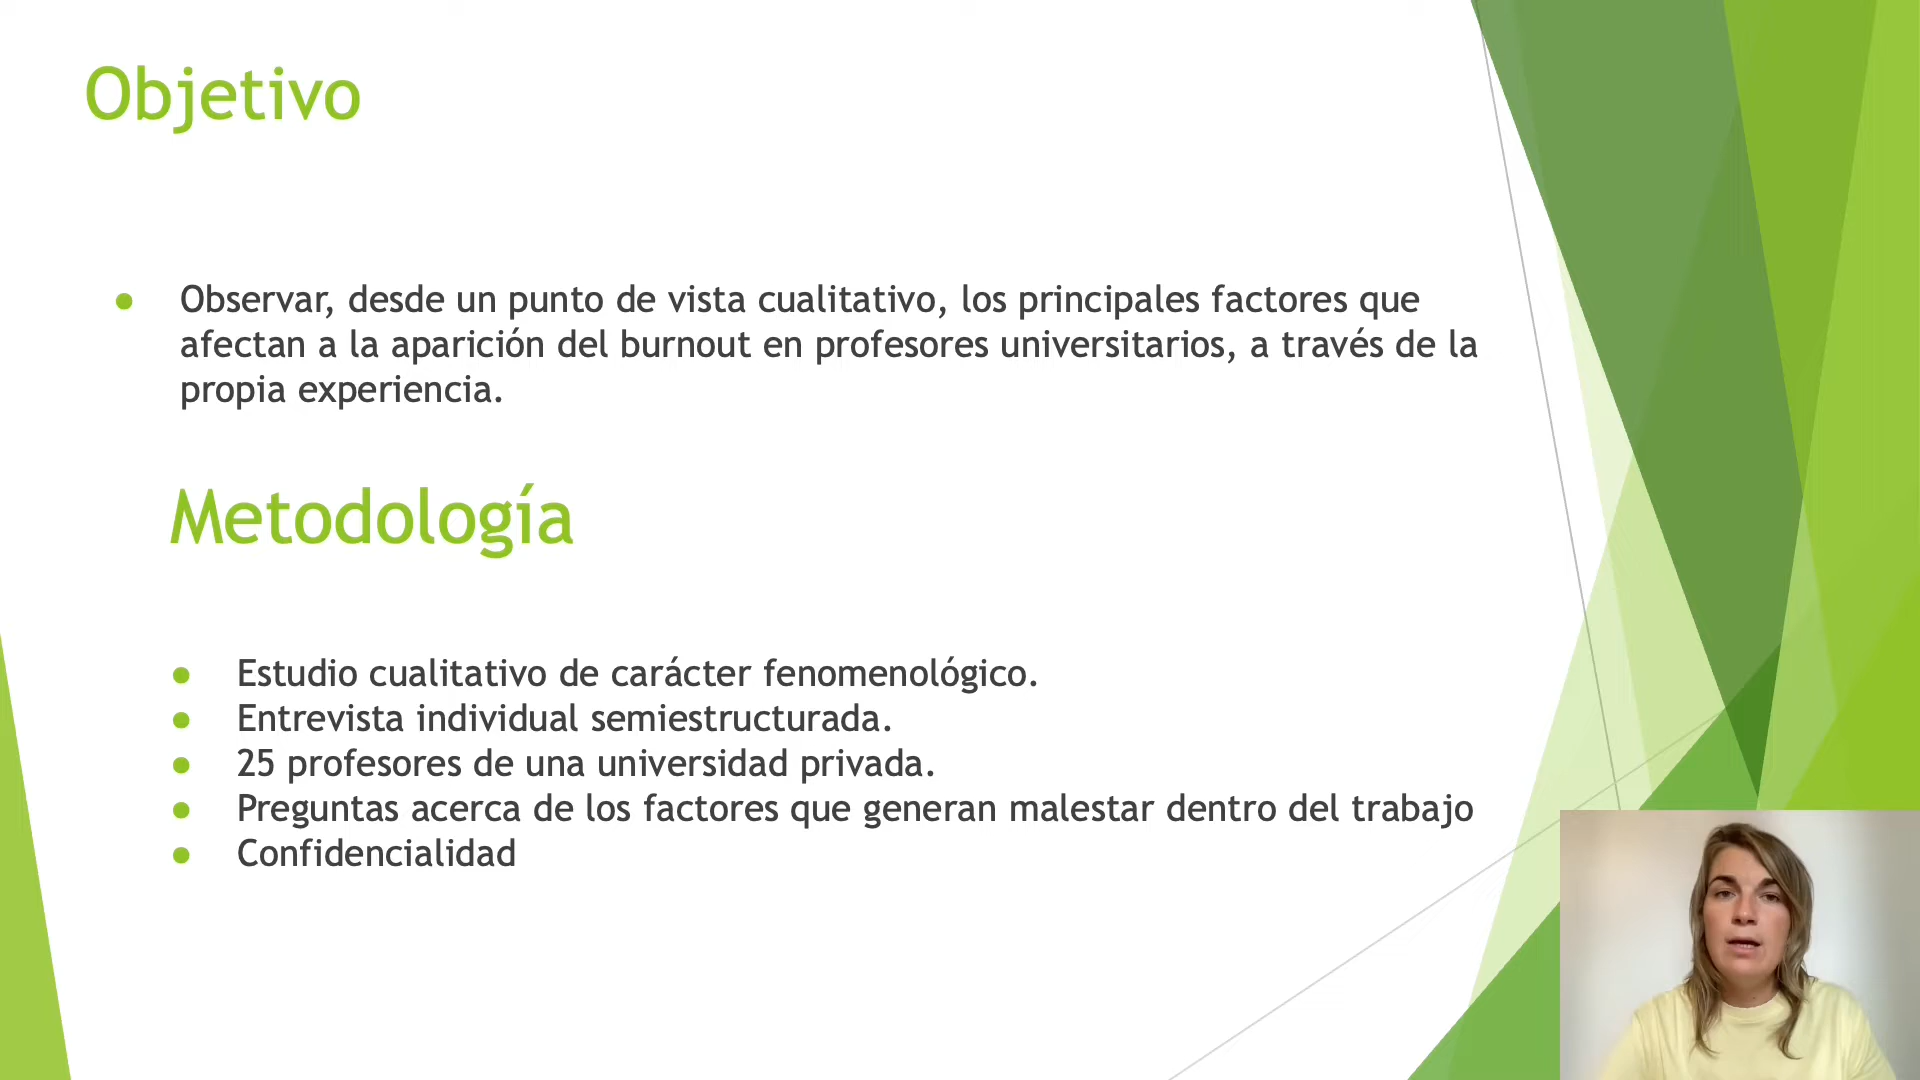 Objetivo
Observar, desde un punto de vista cualitativo, los principales factores que
afectan a la aparición del burnout en profesores universitarios, a través de la
propia experiencia.
Metodología
Estudio cualitativo de carácter fenomenológico.
Entrevista individual semiestructurada.
25 profesores de una universidad privada.
Preguntas acerca de los factores que generan malestar dentro del trabajo
Confidencialidad